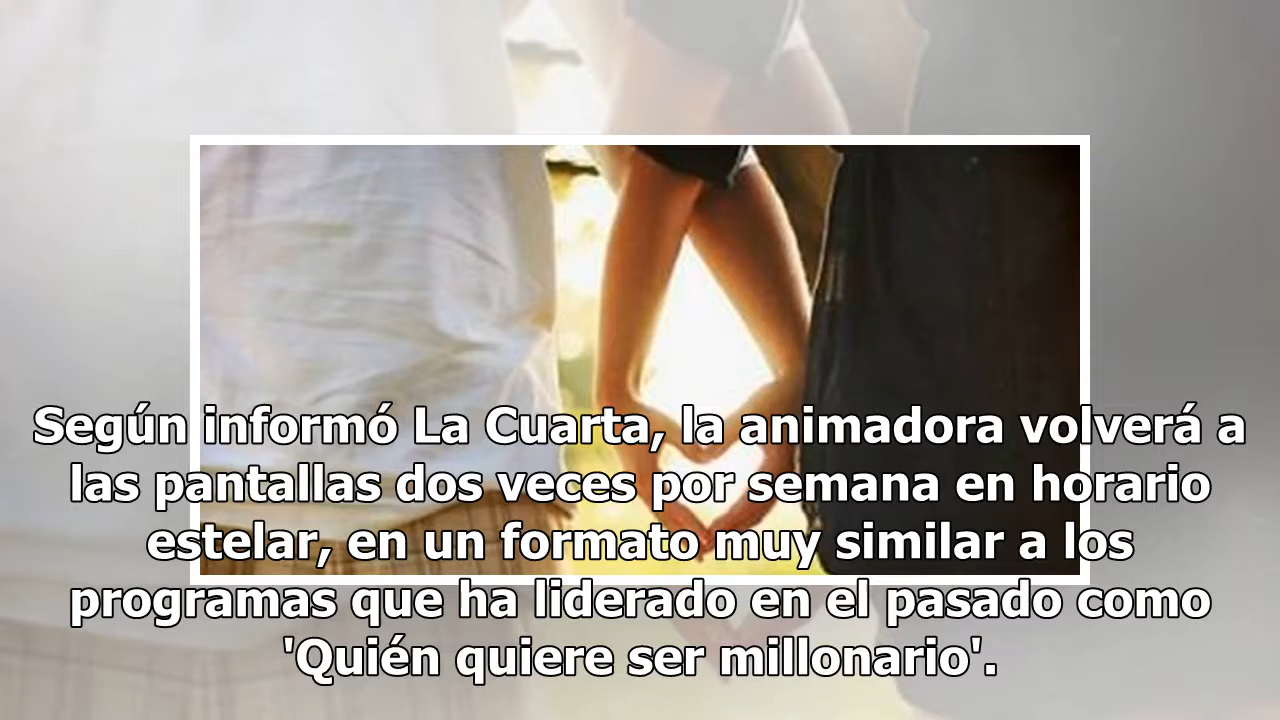 Según informó La Cuarta, la animadora volverá a
las pantallas dos veces por semana en horario
estelar, en un formato muy similar a los
programas que ha liderado en el pasado como
'Quién quiere ser millonario'.